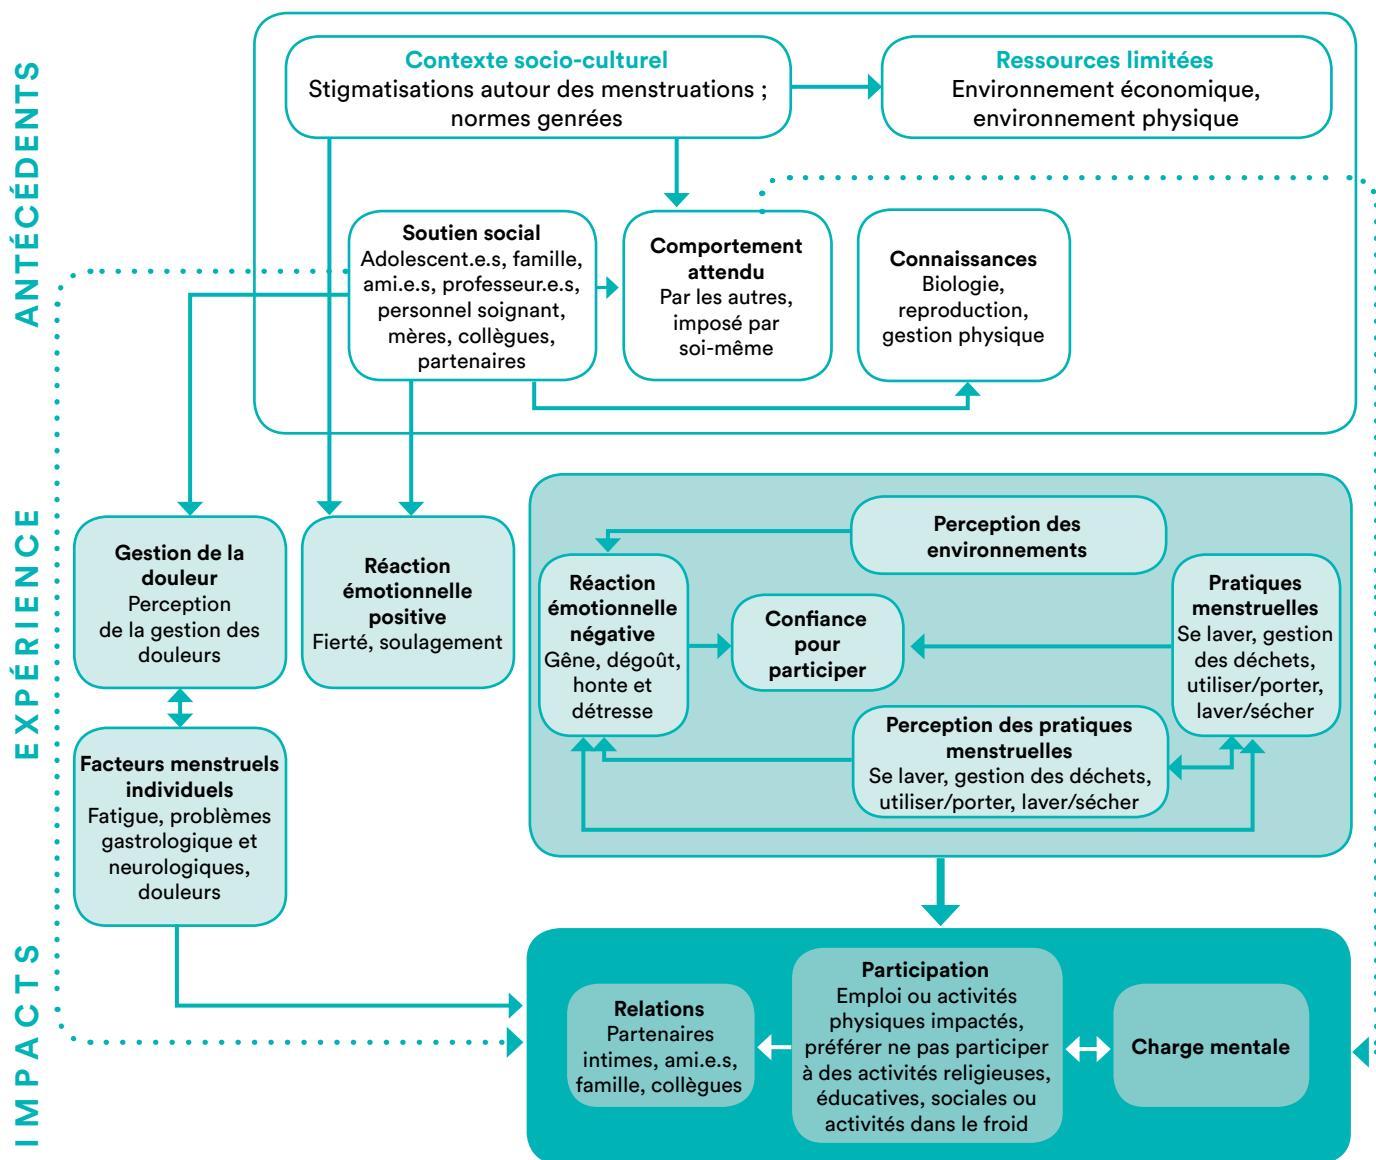 ANTÉCÉDENTS
Contexte socio-culturel
Stigmatisations autour des menstruations ;
normes genrées
Ressources limitées
Environnement économique,
environnement physique
Soutien social
Adolescent.e.s, famille,
ami.e.s, professeur.e.s,
personnel soignant,
mères, collègues,
partenaires
Comportement
attendu
Par les autres,
imposé par
soi-même
Connaissances
Biologie,
reproduction,
gestion physique
EXPÉRIENCE
Gestion de la
douleur
Perception
de la gestion des
douleurs
Réaction
émotionnelle
positive
Fierté, soulagement
Facteurs menstruels
individuels
Fatigue, problèmes
gastrologique et
neurologiques,
douleurs
Perception des
environnements
Réaction
émotionnelle
négative
Gêne, dégoût,
honte et
détresse
Confiance
pour
participer
Pratiques
menstruelles
Se laver, gestion
des déchets,
utiliser/porter,
laver/sécher
Perception des pratiques
menstruelles
Se laver, gestion des déchets,
utiliser/porter, laver/sécher
IMPACTS
Relations
Partenaires
intimes, ami.e.s,
famille, collègues
Participation
Emploi ou activités
physiques impactés,
préférer ne pas participer
à des activités religieuses,
éducatives, sociales ou
activités dans le froid
Charge mentale